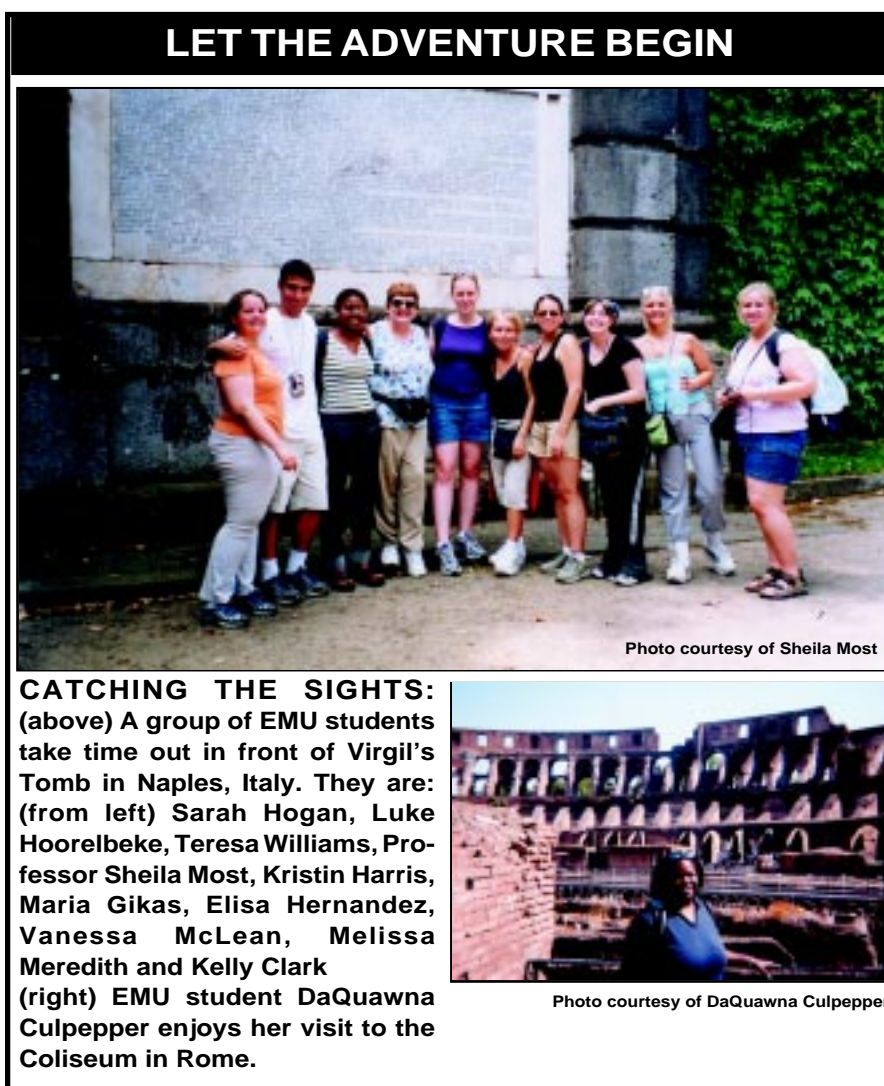 LET THE ADVENTURE BEGIN
Photo courtesy of Sheila Most
CATCHING THE SIGHTS:
(above) A group of EMU students
take time out in front of Virgil's
Tomb in Naples, Italy. They are:
(from left) Sarah Hogan, Luke
Hoorelbeke, Teresa Williams, Pro-
fessor Sheila Most, Kristin Harris,
Maria Gikas, Elisa Hernandez,
Vanessa McLean, Melissa
Meredith and Kelly Clark
(right) EMU student DaQuawna
Culpepper enjoys her visit to the
Coliseum in Rome.
Photo courtesy of DaQuawna Culpepper